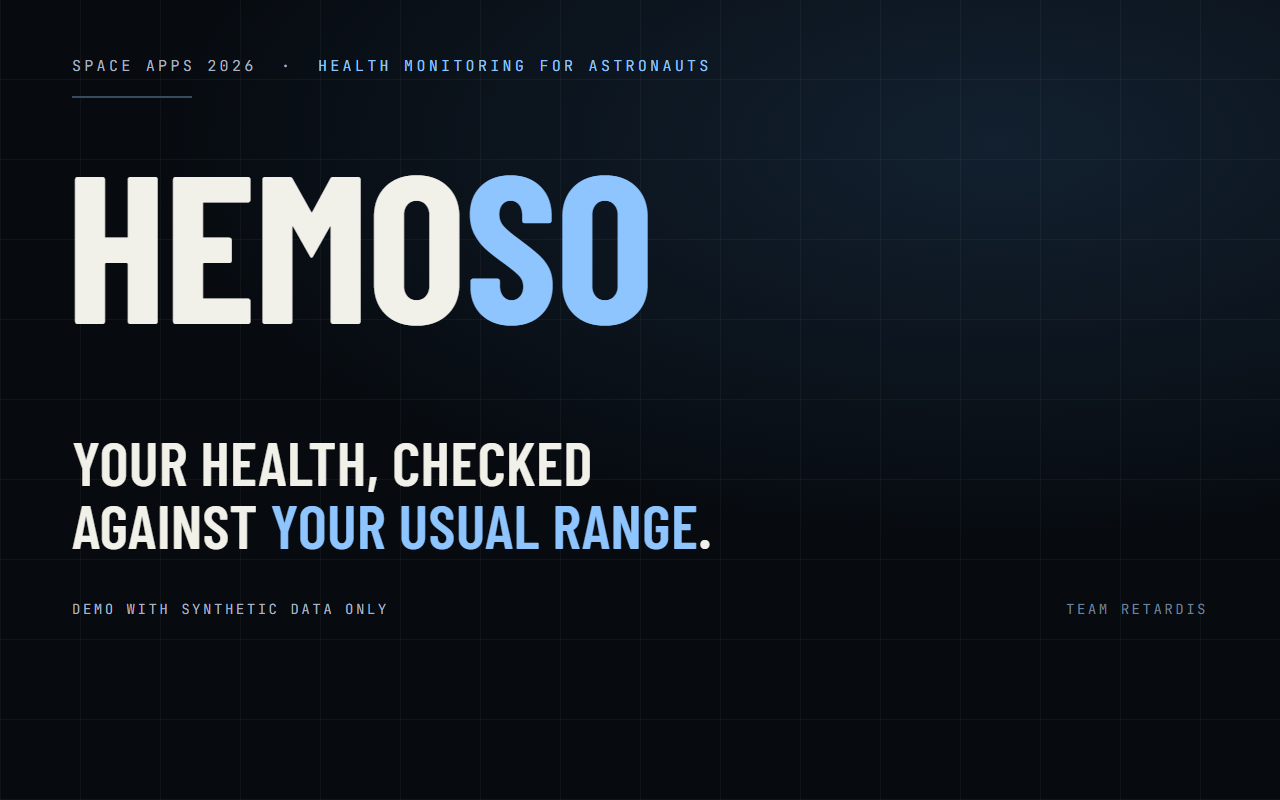 SPACE APPS 2026 · HEALTH MONITORING FOR ASTRONAUTS
HEMOSO
YOUR HEALTH, CHECKED
AGAINST YOUR USUAL RANGE.
DEMO WITH SYNTHETIC DATA ONLY
TEAM RETARDIS